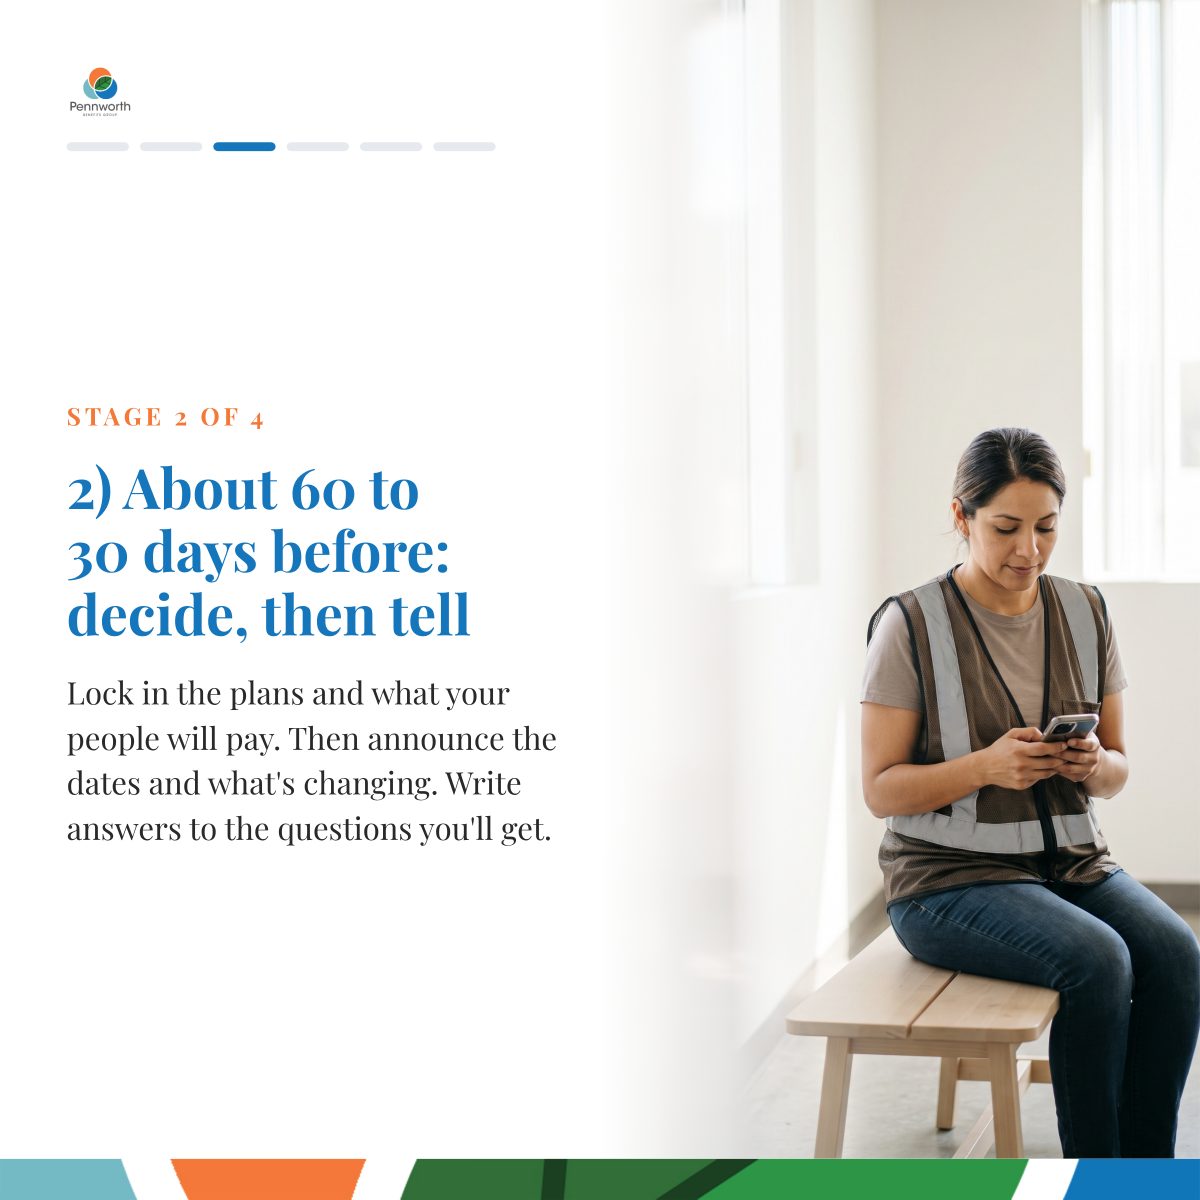 Pennworth
BENEFITS GROUP
STAGE 2 OF 4
2) About 60 to
30 days before:
decide, then tell
Lock in the plans and what your
people will pay. Then announce the
dates and what's changing. Write
answers to the questions you'll get.